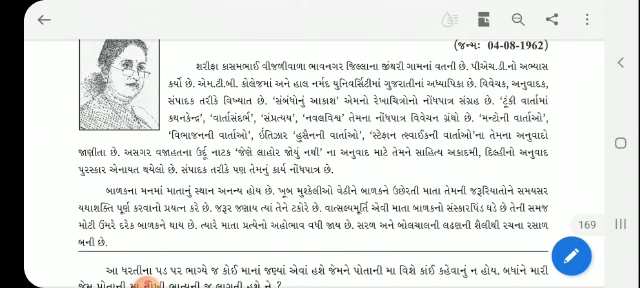 (જન્મઃ 04-08-1962)
શરીફા કાસમભાઈ વીજળીવાળા ભાવનગર જિલ્લાના જીંથરી ગામનાં વતની છે. પીએચ.ડી.નો અભ્યાસ
કર્યો છે. એમ.ટી.બી. કૉલેજમાં અને હાલ નર્મદ યુનિવર્સિટીમાં ગુજરાતીનાં અધ્યાપિકા છે. વિવેચક, અનુવાદક,
સંપાદક તરીકે વિખ્યાત છે. 'સંબંધોનું આકાશ' એમનો રેખાચિત્રોનો નોંધપાત્ર સંગ્રહ છે. 'ટૂંકી વાર્તામાં
કથનકેન્દ્ર', 'વાર્તાસંદર્ભ', 'સંપ્રત્યય', 'નવલવિશ્વ' તેમના નોંધપાત્ર વિવેચન ગ્રંથો છે. 'મન્ટોની વાર્તાઓ',
'વિભાજનની વાર્તાઓ', ઇંતિઝાર 'હુસૈનની વાર્તાઓ', 'સ્ટેફાન ત્સ્વાઈકની વાર્તાઓ'ના તેમના અનુવાદો
જાણીતા છે. અસગર વજાહતના ઉર્દૂ નાટક 'જેણે લાહોર જોયું નથી' ના અનુવાદ માટે તેમને સાહિત્ય અકાદમી, દિલ્હીનો અનુવાદ
પુરસ્કાર એનાયત થયેલો છે. સંપાદક તરીકે પણ તેમનું કાર્ય નોંધપાત્ર છે.
બાળકના મનમાં માતાનું સ્થાન અનન્ય હોય છે. ખૂબ મુશ્કેલીઓ વેઠીને બાળકને ઉછેરતી માતા તેમની જરૂરિયાતોને સમયસર
યથાશક્તિ પૂર્ણ કરવાનો પ્રયત્ન કરે છે. જરૂર જણાય ત્યાં તેને ટકોરે છે. વાત્સલ્યમૂર્તિ એવી માતા બાળકનો સંસ્કારપિંડ ઘડે છે તેની સમજ
મોટી ઉંમરે દરેક બાળકને થાય છે. ત્યારે માતા પ્રત્યેનો અહોભાવ વધી જાય છે. સરળ અને બોલચાલની લઢણની શૈલીથી રચના રસાળ
બની છે.
169
આ ધરતીના પડ પર ભાગ્યે જ કોઈ માનાં જણ્યાં એવાં હશે જેમને પોતાની મા વિશે કાંઈ કહેવાનું ન હોય. બધાંને મારી
જેમ પોતાની મા